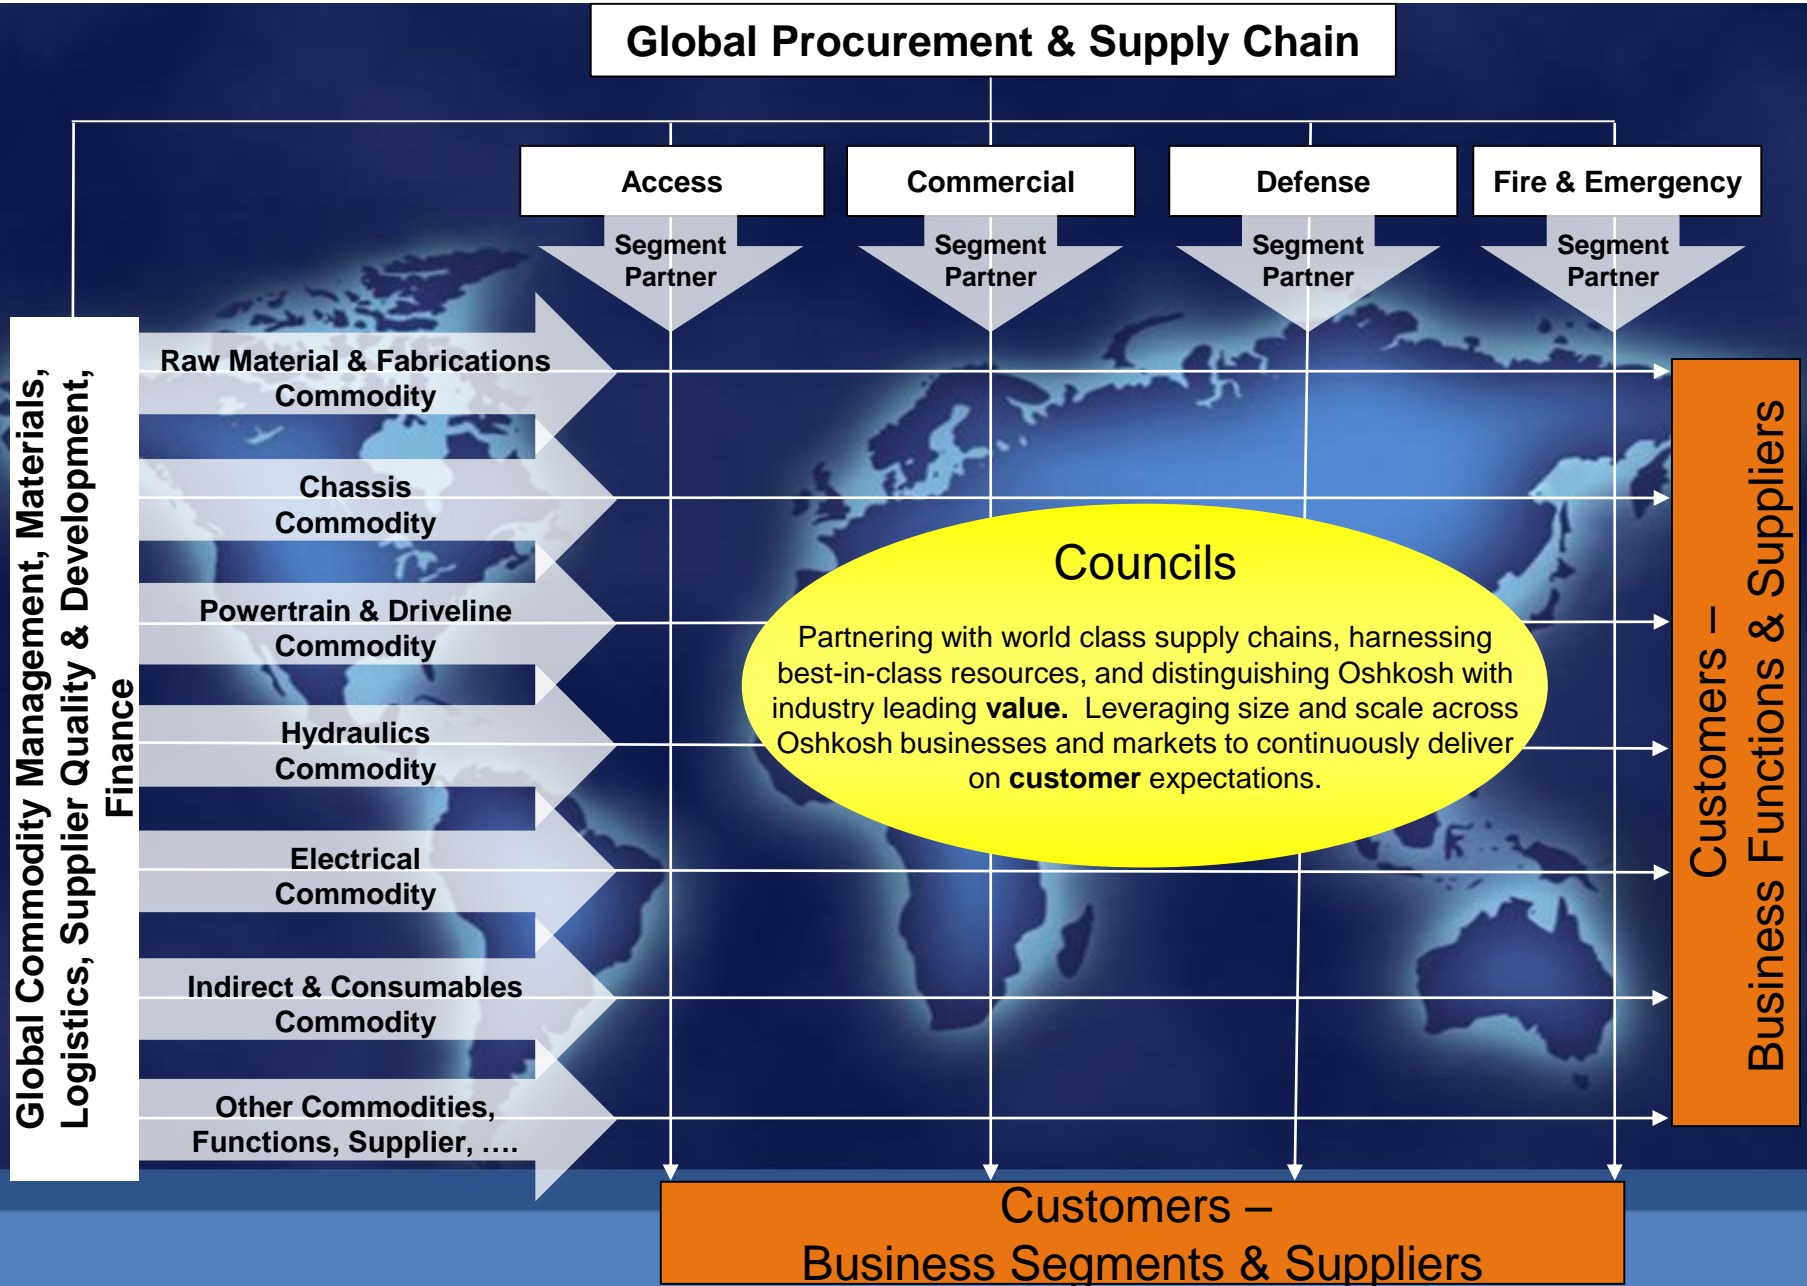 Global Procurement & Supply Chain
Access
Commercial
Defense
Fire & Emergency
Segment
Partner
Segment
Partner
Segment
Partner
Segment
Partner
Global Commodity Management, Materials,
Logistics, Supplier Quality & Development,
Finance
Raw Material & Fabrications
Commodity
Chassis
Commodity
Powertrain & Driveline
Commodity
Hydraulics
Commodity
Electrical
Commodity
Indirect & Consumables
Commodity
Other Commodities,
Functions, Supplier, ....
Councils
Partnering with world class supply chains, harnessing
best-in-class resources, and distinguishing Oshkosh with
industry leading value. Leveraging size and scale across
Oshkosh businesses and markets to continuously deliver
on customer expectations.
Customers –
Business Functions & Suppliers
Customers –
Business Segments & Suppliers